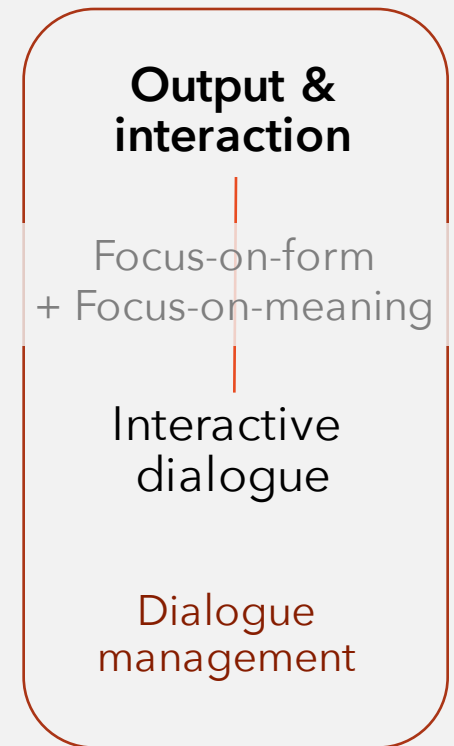 Output &
interaction
Focus-on-form
+ Focus-on-meaning
Interactive
dialogue
Dialogue
management